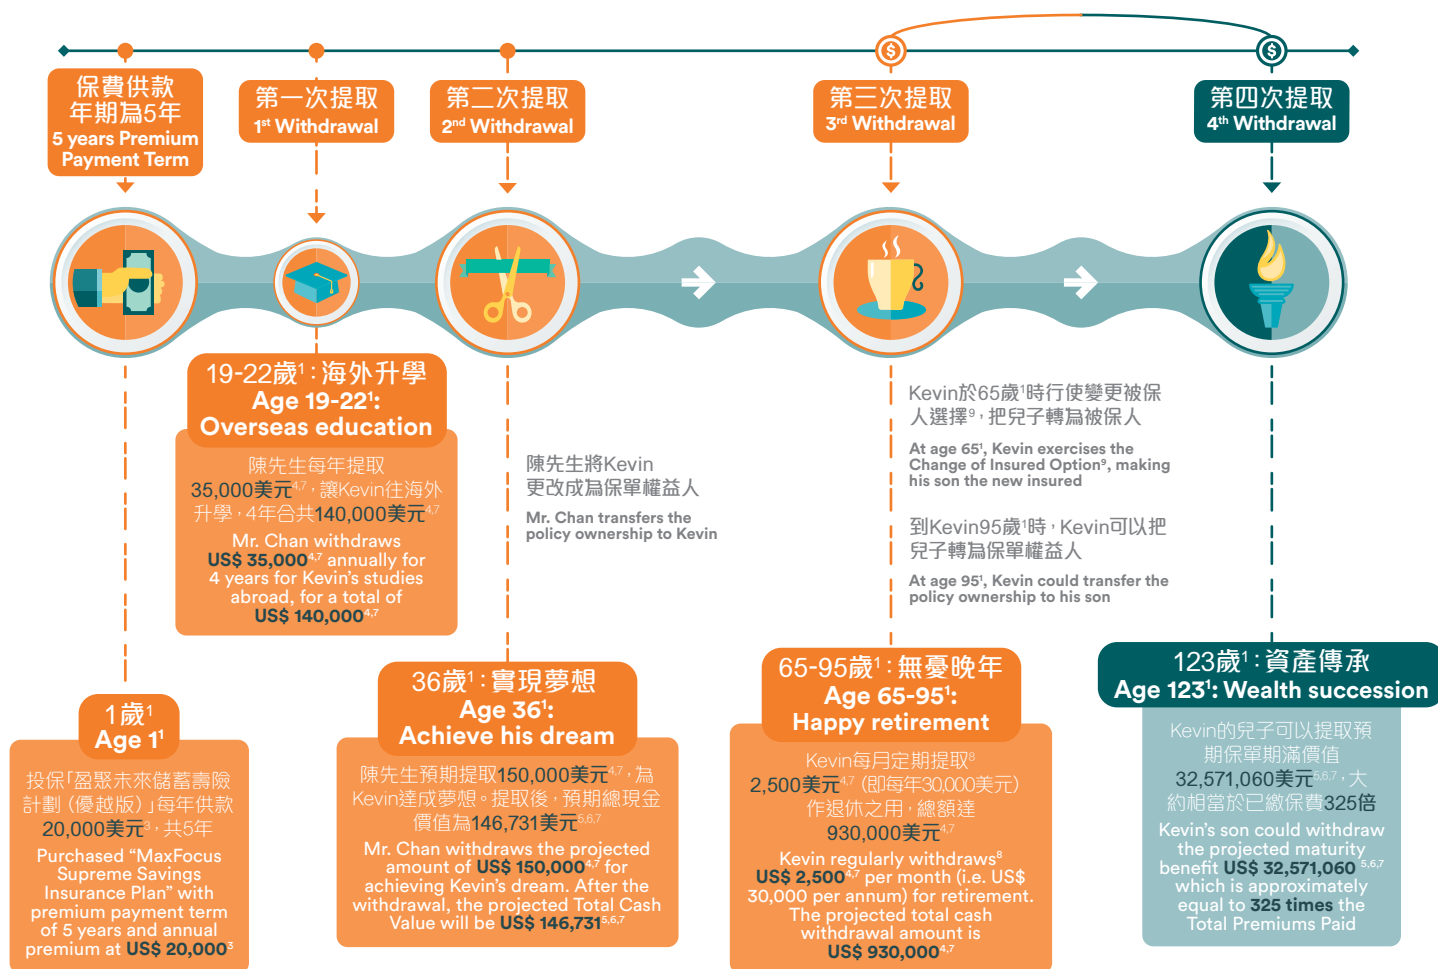 保費供款
年期為5年
5 years Premium
Payment Term
第一次提取
1st Withdrawal
第二次提取
2nd Withdrawal
第三次提取
3rd Withdrawal
第四次提取
4th Withdrawal
$
$
19-22歲1：海外升學
Age 19-221:
Overseas education
陳先生每年提取
35,000美元4,7，讓Kevin往海外
升學，4年合共140,000美元4,7
Mr. Chan withdraws
US$ 35,0004,7 annually for
4 years for Kevin's studies
abroad, for a total of
US$ 140,0004,7
陳先生將Kevin
更改成為保單權益人
Mr. Chan transfers the
policy ownership to Kevin
Kevin於65歲1時行使變更被保
人選擇9，把兒子轉為被保人
At age 651, Kevin exercises the
Change of Insured Option9, making
his son the new insured
到Kevin95歲1時，Kevin可以把
兒子轉為保單權益人
At age 951, Kevin could transfer the
policy ownership to his son
1歲1
Age 11
投保「盈聚未來儲蓄壽險
計劃（優越版）」每年供款
20,000美元3，共5年
Purchased “MaxFocus
Supreme Savings
Insurance Plan” with
premium payment term
of 5 years and annual
premium at US$ 20,0003
36歲1：實現夢想
Age 361:
Achieve his dream
陳先生預期提取150,000美元4,7，為
Kevin達成夢想。提取後，預期總現金
價值為146,731美元5,6,7
Mr. Chan withdraws the projected
amount of US$ 150,0004,7 for
achieving Kevin's dream. After the
withdrawal, the projected Total Cash
Value will be US$ 146,7315,6,7
65-95歲1：無憂晚年
Age 65-951:
Happy retirement
Kevin每月定期提取8
2,500美元4,7（即每年30,000美元）
作退休之用，總額達
930,000美元4,7
Kevin regularly withdraws8
US$ 2,5004,7 per month (i.e. US$
30,000 per annum) for retirement.
The projected total cash
withdrawal amount is
US$ 930,0004,7
123歲1：資產傳承
Age 1231: Wealth succession
Kevin的兒子可以提取預
期保單期滿價值
32,571,060美元5,6,7，大
約相當於已繳保費325倍
Kevin's son could withdraw
the projected maturity
benefit US$ 32,571,060 5,6,7
which is approximately
equal to 325 times the
Total Premiums Paid